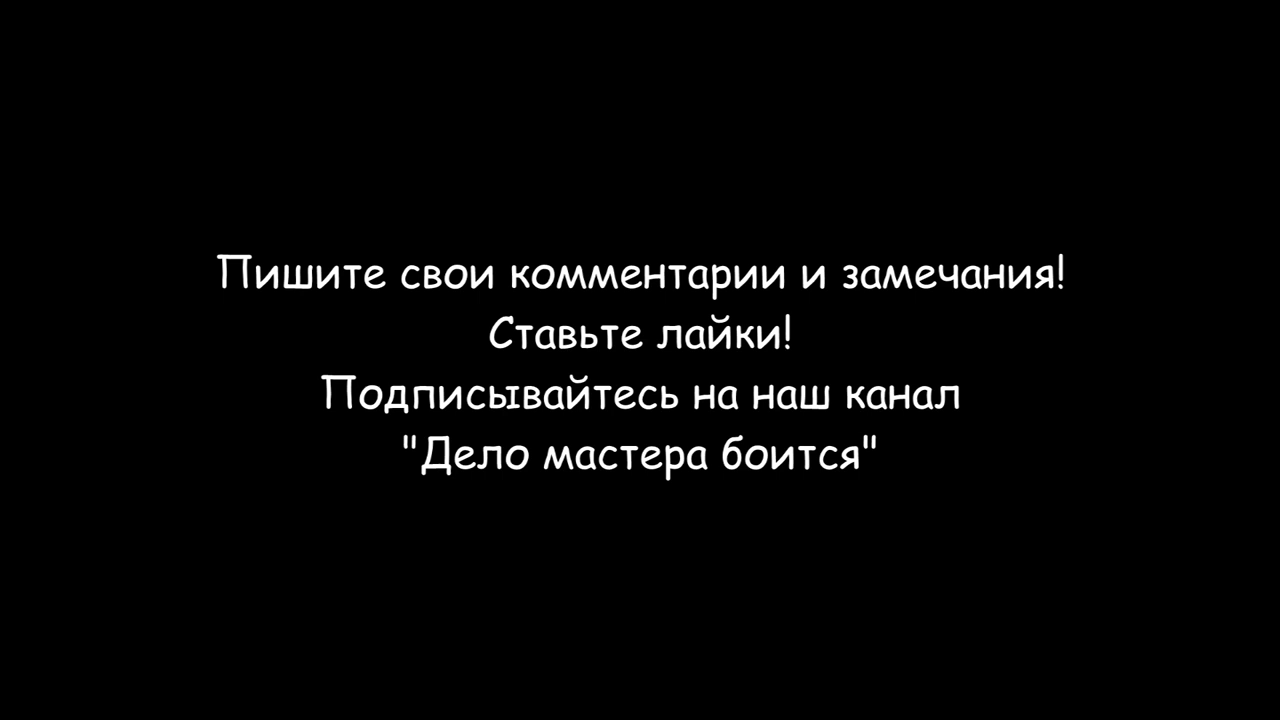 Пишите свои комментарии и замечания!
Ставьте лайки!
Подписывайтесь на наш канал
"Дело мастера боится"